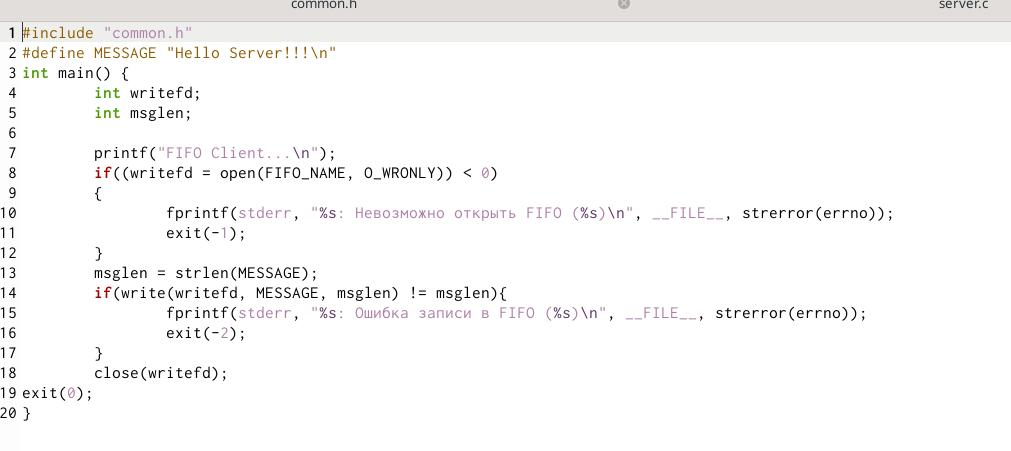 common.h server.c
1 #include "common.h"
2 #define MESSAGE "Hello Server!!!\n"
3 int main() {
4 int writefd;
5 int msglen;
6
7 printf("FIFO Client...\n");
8 if((writefd = open(FIFO_NAME, O_WRONLY)) < 0)
9 {
10 fprintf(stderr, "%s: Невозможно открыть FIFO (%s)\n", __FILE__, strerror(errno));
11 exit(-1);
12 }
13 msglen = strlen(MESSAGE);
14 if(write(writefd, MESSAGE, msglen) != msglen){
15 fprintf(stderr, "%s: Ошибка записи в FIFO (%s)\n", __FILE__, strerror(errno));
16 exit(-2);
17 }
18 close(writefd);
19 exit(0);
20 }